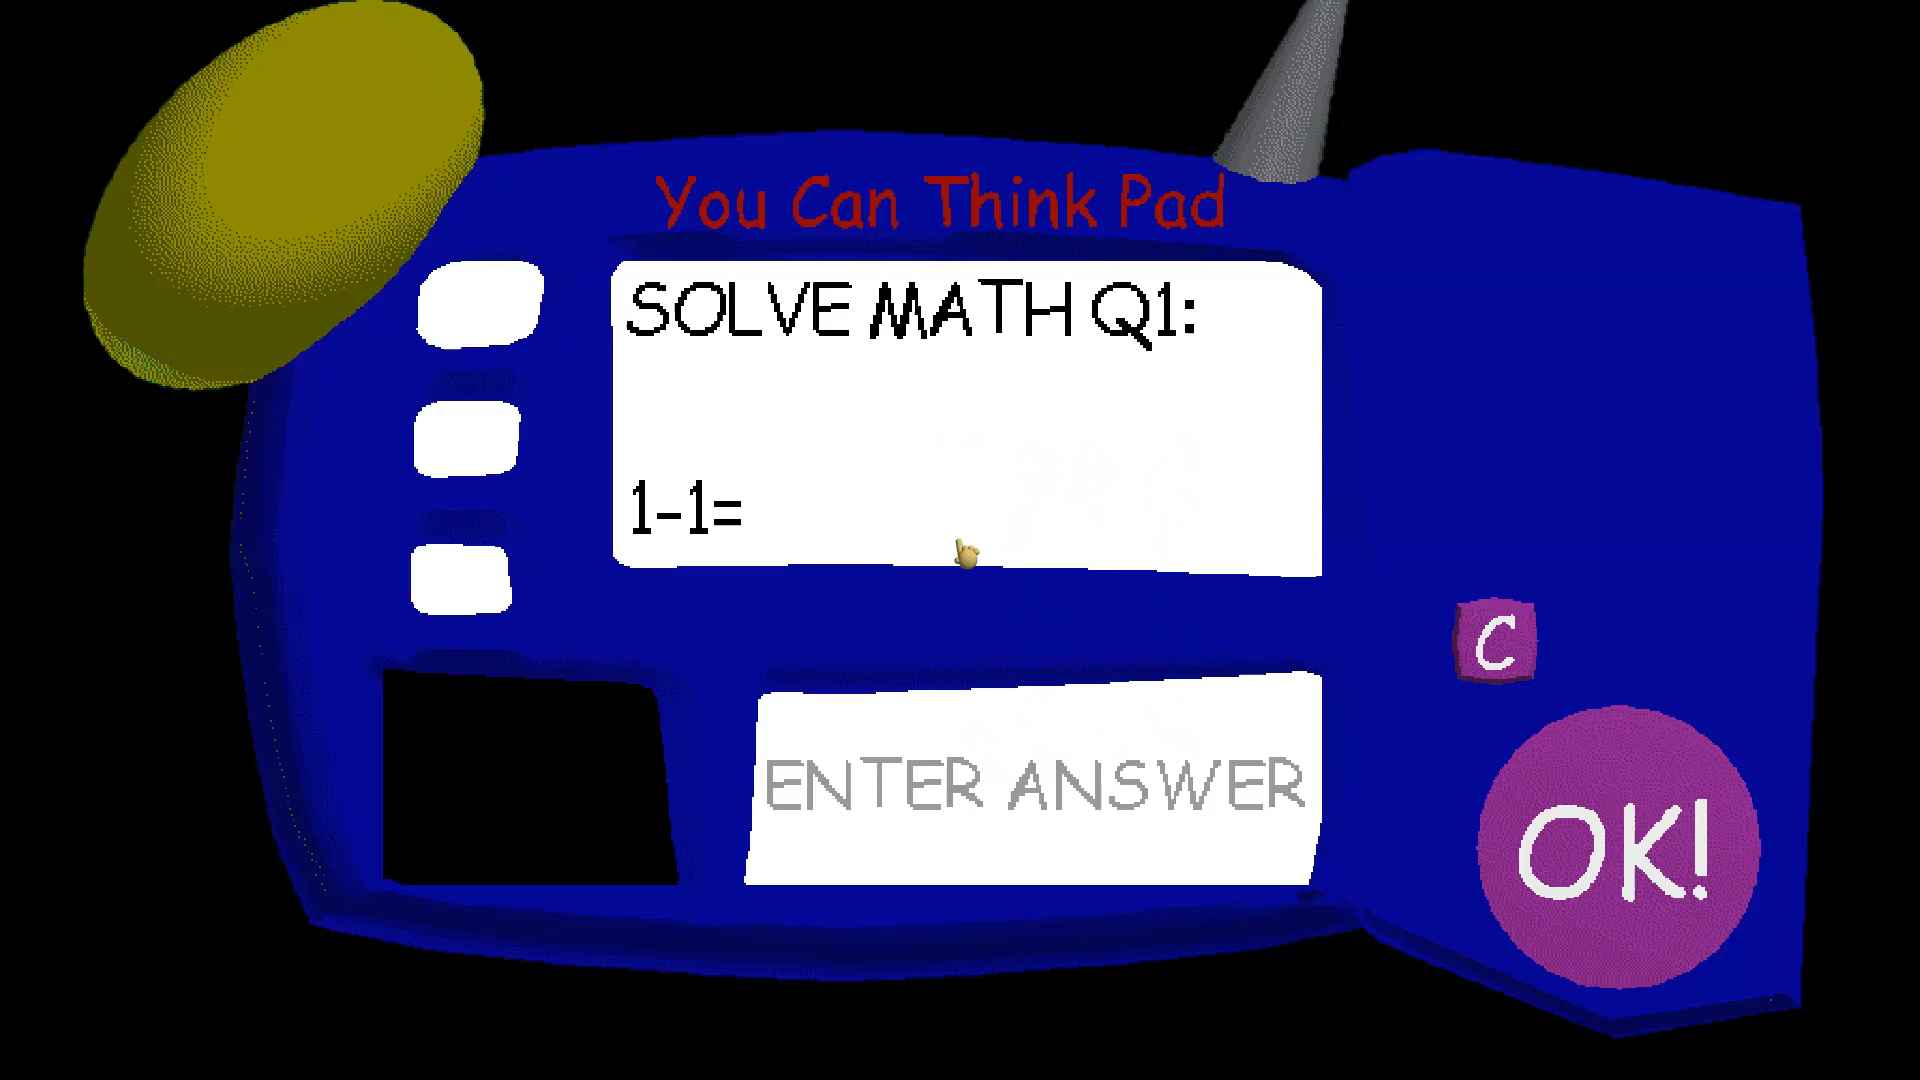 You Can Think Pad
SOLVE MATH Q1:
1-1=
C
ENTER ANSWER
OK!